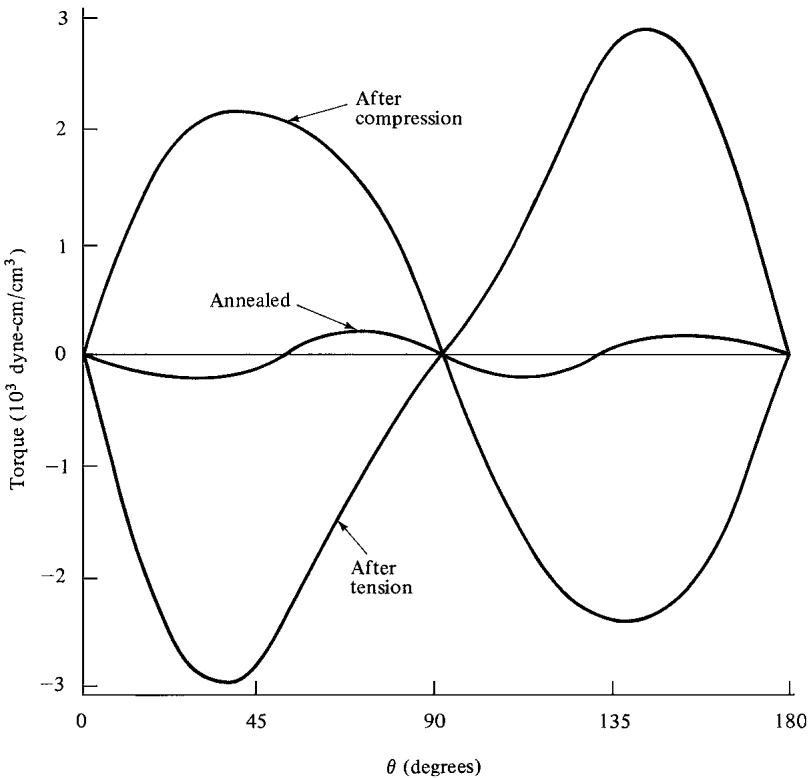 3
After
compression
2
1
Annealed
0
Torque (10³ dyne-cm/cm³)
−1
After
tension
−2
−3
0 45 90 135 180
θ (degrees)